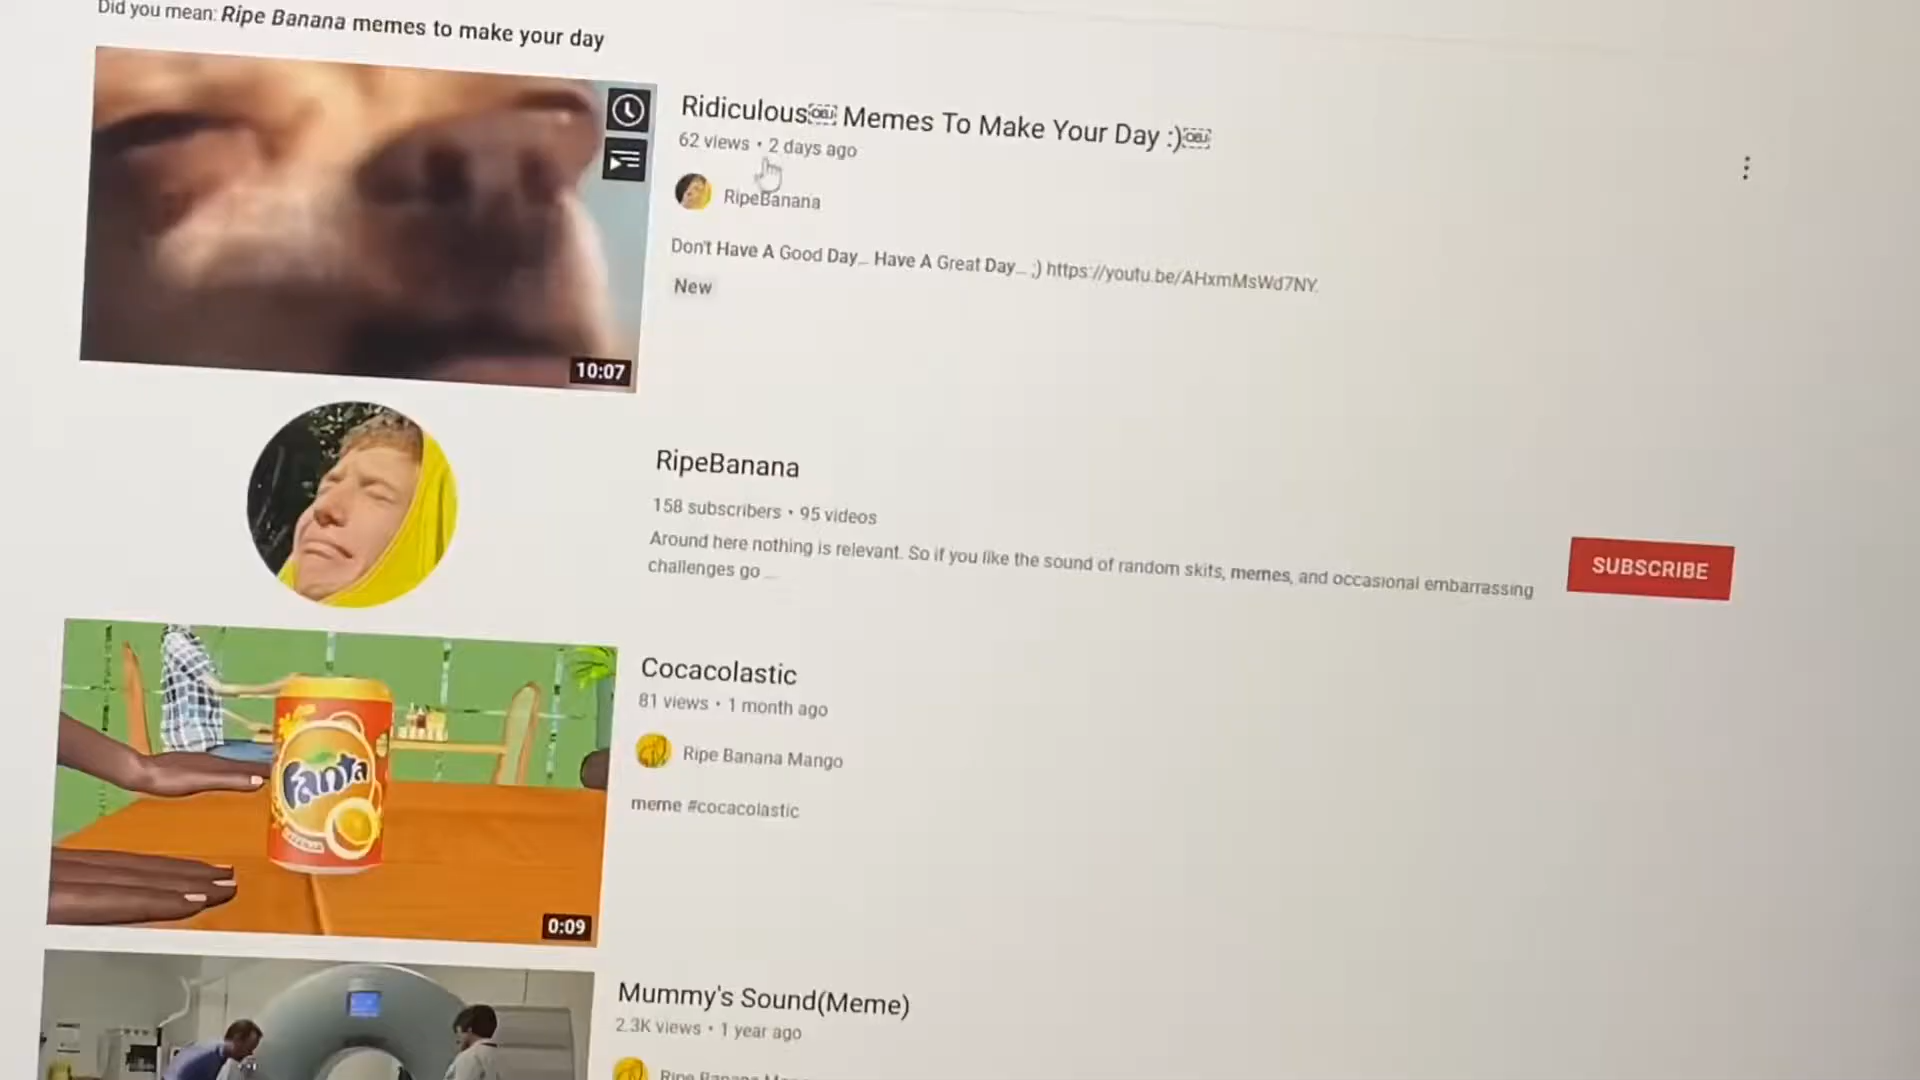 Did you mean: Ripe Banana memes to make your day
Ridiculous￼ Memes To Make Your Day :)￼
62 views • 2 days ago
RipeBanana
Don't Have A Good Day... Have A Great Day... ;) https://youtu.be/AHxmMsWd7NY.
New
10:07
RipeBanana
158 subscribers • 95 videos
Around here nothing is relevant. So if you like the sound of random skits, memes, and occasional embarrassing
challenges go ...
SUBSCRIBE
Cocacolastic
81 views • 1 month ago
Ripe Banana Mango
meme #cocacolastic
Fanta
0:09
Mummy's Sound(Meme)
2.3K views • 1 year ago
Ripe Banana